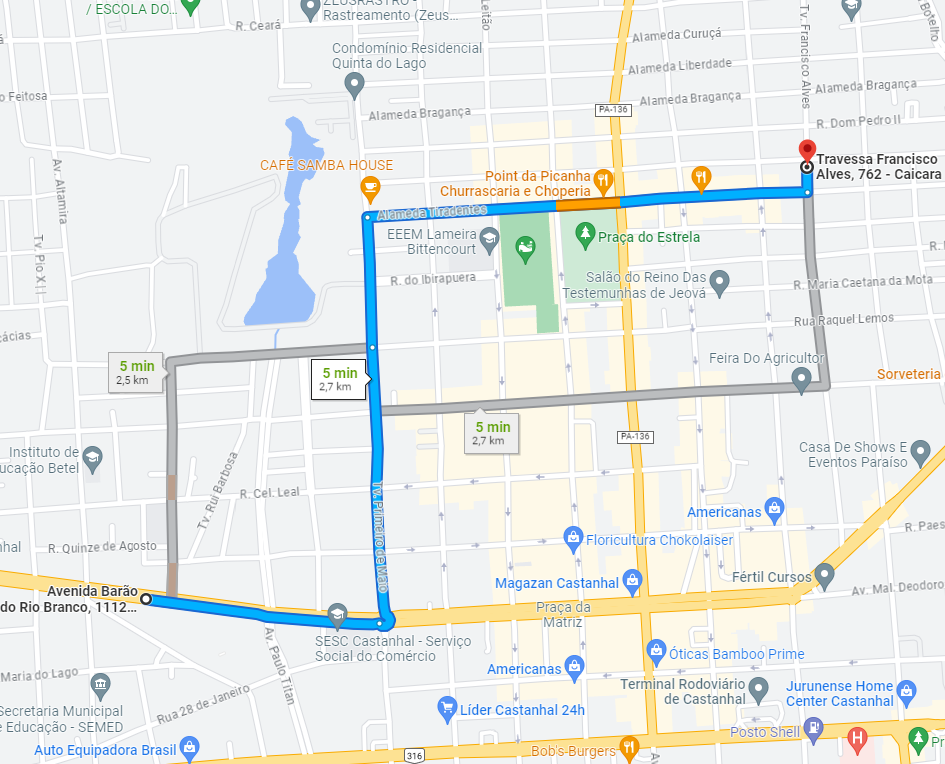 / ESCOLA DO...
R. Ceará
ZEUSRASTRO -
Rastreamento (Zeus...
Leitão
Tv. Francisco Alves
Botelho
Alameda Curuçá
Condomínio Residencial
Quinta do Lago
Alameda Liberdade
o Feitosa
Alameda Bragança
Alameda Bragança
Alameda Bragança
PA-136
R. Dom Pedro II
CAFÉ SAMBA HOUSE
Travessa Francisco
Alves, 762 - Caicara
Point da Picanha
Churrascaria e Choperia
Av. Altamira
Alameda Tiradentes
EEEM Lameira
Bittencourt
Praça do Estrela
Tv. Pio XII
R. do Ibirapuera
Salão do Reino Das
Testemunhas de Jeová
R. Maria Caetana da Mota
Rua Raquel Lemos
cácias
5 min
2,5 km
5 min
2,7 km
Feira Do Agricultor
Sorveteria
5 min
2,7 km
PA-136
Casa De Shows E
Eventos Paraíso
Instituto de
ucação Betel
Tv. Rui Barbosa
R. Cel. Leal
Tv. Primeiro de Maio
Americanas
R. Paes
nhal
R. Quinze de Agosto
Floricultura Chokolaiser
Avenida Barão
do Rio Branco, 1112...
Magazan Castanhal
Fértil Cursos
Av. Mal. Deodoro
Praça da
Matriz
SESC Castanhal - Serviço
Social do Comércio
Av. Paulo Titan
Maria do Lago
Americanas
Óticas Bamboo Prime
Rua 28 de Janeiro
Secretaria Municipal
e Educação - SEMED
Terminal Rodoviário
de Castanhal
Jurunense Home
Center Castanhal
Líder Castanhal 24h
Posto Shell
Auto Equipadora Brasil
316
Bob's Burgers
Av
H
Pr